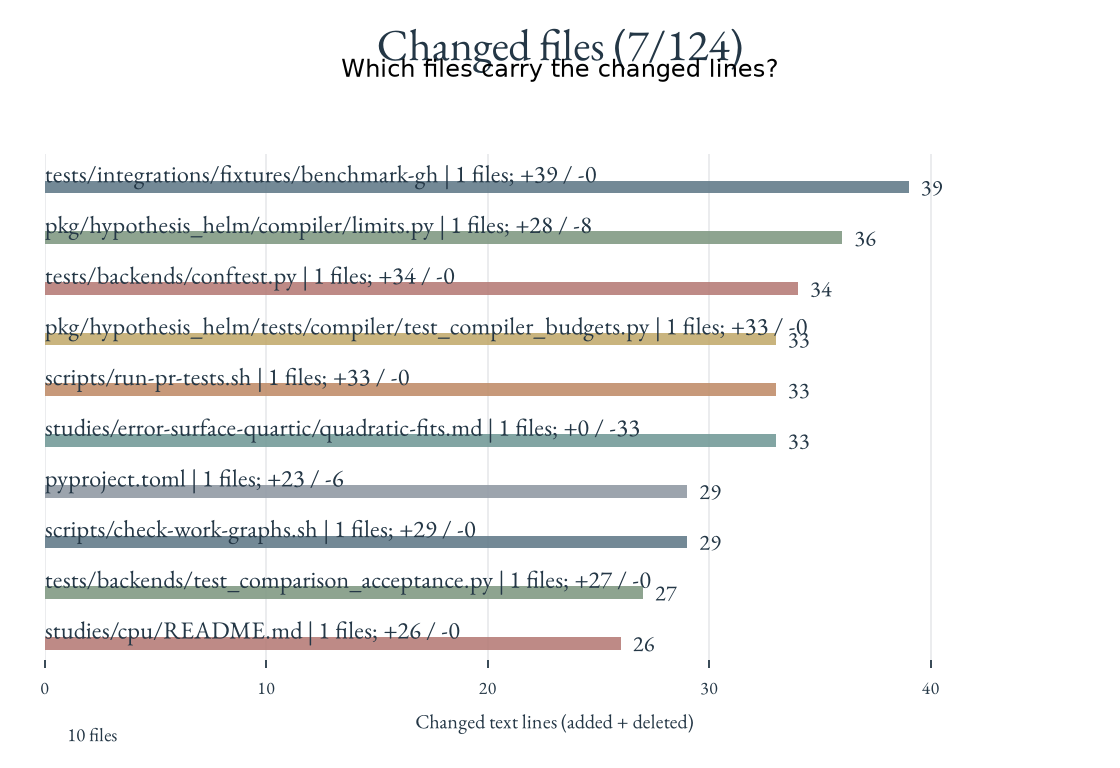 Changed files (7/124)
Which files carry the changed lines?
tests/integrations/fixtures/benchmark-gh | 1 files; +39 / -0
39
pkg/hypothesis_helm/compiler/limits.py | 1 files; +28 / -8
36
tests/backends/conftest.py | 1 files; +34 / -0
34
pkg/hypothesis_helm/tests/compiler/test_compiler_budgets.py | 1 files; +33 / -0
33
scripts/run-pr-tests.sh | 1 files; +33 / -0
33
studies/error-surface-quartic/quadratic-fits.md | 1 files; +0 / -33
33
pyproject.toml | 1 files; +23 / -6
29
scripts/check-work-graphs.sh | 1 files; +29 / -0
29
tests/backends/test_comparison_acceptance.py | 1 files; +27 / -0
27
studies/cpu/README.md | 1 files; +26 / -0
26
0 10 20 30 40
Changed text lines (added + deleted)
10 files